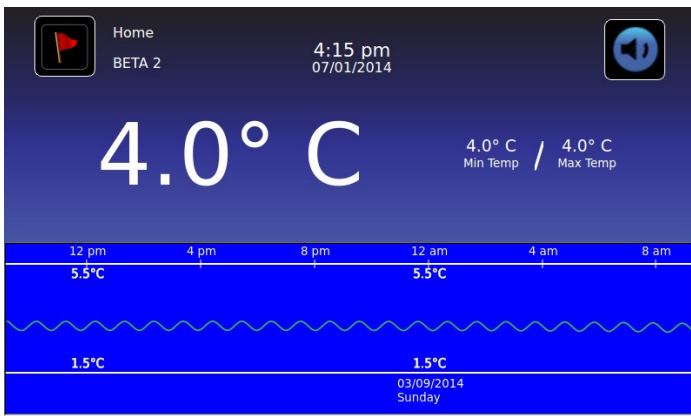 Home
BETA 2
4:15 pm
07/01/2014
4.0° C
4.0° C / 4.0° C
Min Temp Max Temp
12 pm 4 pm 8 pm 12 am 4 am 8 am
5.5°C 5.5°C
1.5°C 1.5°C
03/09/2014
Sunday